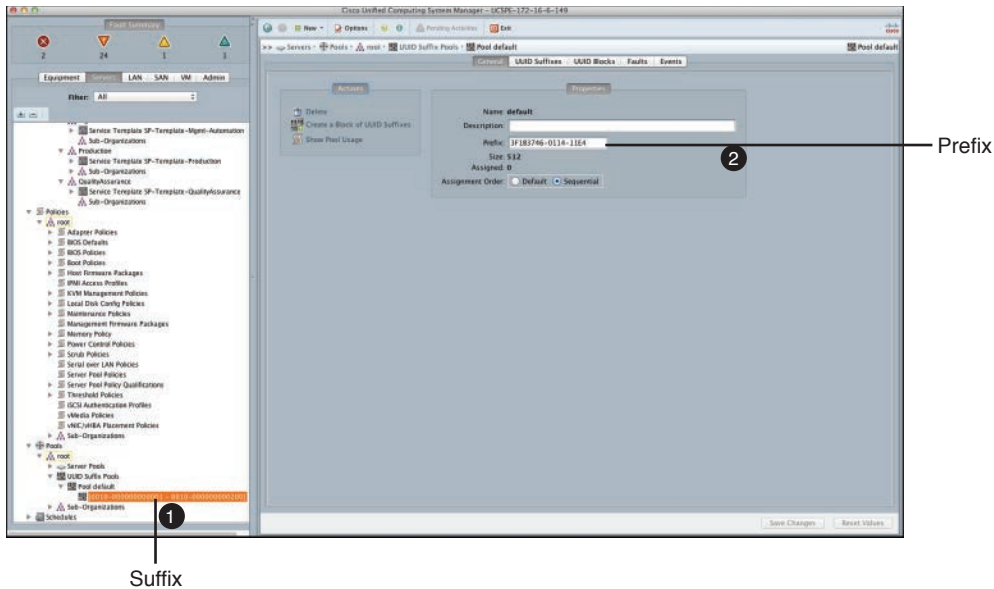 Cisco Unified Computing System Manager - UCSPE-172-16-6-149
Fault Summary
2 24 1 3
Equipment Servers LAN SAN VM Admin
Filter: All
Service Template SP-Template-Mgmt-Automation
Sub-Organizations
Production
Service Template SP-Template-Production
Sub-Organizations
QualityAssurance
Service Template SP-Template-QualityAssurance
Sub-Organizations
Policies
root
Adapter Policies
BIOS Defaults
BIOS Policies
Boot Policies
Host Firmware Packages
IPMI Access Profiles
KVM Management Policies
Local Disk Config Policies
Maintenance Policies
Management Firmware Packages
Memory Policy
Power Control Policies
Scrub Policies
Serial over LAN Policies
Server Pool Policies
Server Pool Policy Qualifications
Threshold Policies
iSCSI Authentication Profiles
vMedia Policies
vNIC/vHBA Placement Policies
Sub-Organizations
Pools
root
Server Pools
UUID Suffix Pools
Pool default
Sub-Organizations
Schedules
1
Suffix
New Options Pending Activities Exit
cisco
>> Servers Pools root UUID Suffix Pools Pool default
Pool default
General UUID Suffixes UUID Blocks Faults Events
Actions
Delete
Create a Block of UUID Suffixes
Show Pool Usage
Properties
Name: default
Description:
Prefix: 3F1B3746-0114-11E4
Size: 512
Assigned: 0
Assignment Order: Default Sequential
2
Prefix
Save Changes Reset Values